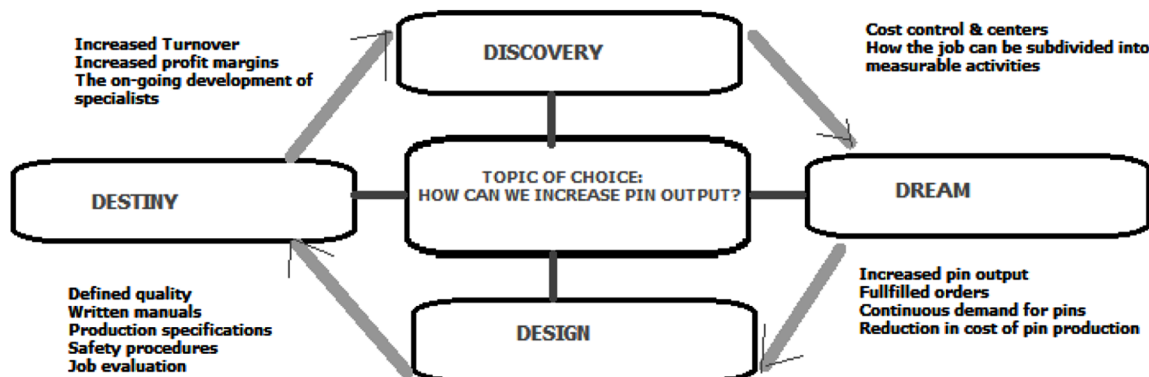 Increased Turnover
Increased profit margins
The on-going development of
specialists
DISCOVERY
Cost control & centers
How the job can be subdivided into
measurable activities
DESTINY
TOPIC OF CHOICE:
HOW CAN WE INCREASE PIN OUTPUT?
DREAM
Defined quality
Written manuals
Production specifications
Safety procedures
Job evaluation
DESIGN
Increased pin output
Fullfilled orders
Continuous demand for pins
Reduction in cost of pin production